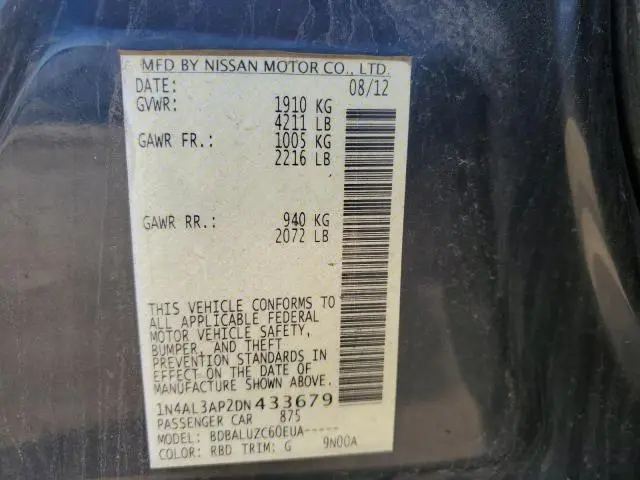 MFD BY NISSAN MOTOR CO., LTD.
DATE: 08/12
GVWR: 1910 KG
4211 LB
GAWR FR.: 1005 KG
2216 LB
GAWR RR.: 940 KG
2072 LB
THIS VEHICLE CONFORMS TO
ALL APPLICABLE FEDERAL
MOTOR VEHICLE SAFETY,
BUMPER, AND THEFT
PREVENTION STANDARDS IN
EFFECT ON THE DATE OF
MANUFACTURE SHOWN ABOVE.
1N4AL3AP2DN433679
PASSENGER CAR 875
MODEL: BDBALUZC60EUA-----
COLOR: RBD TRIM: G 9N00A